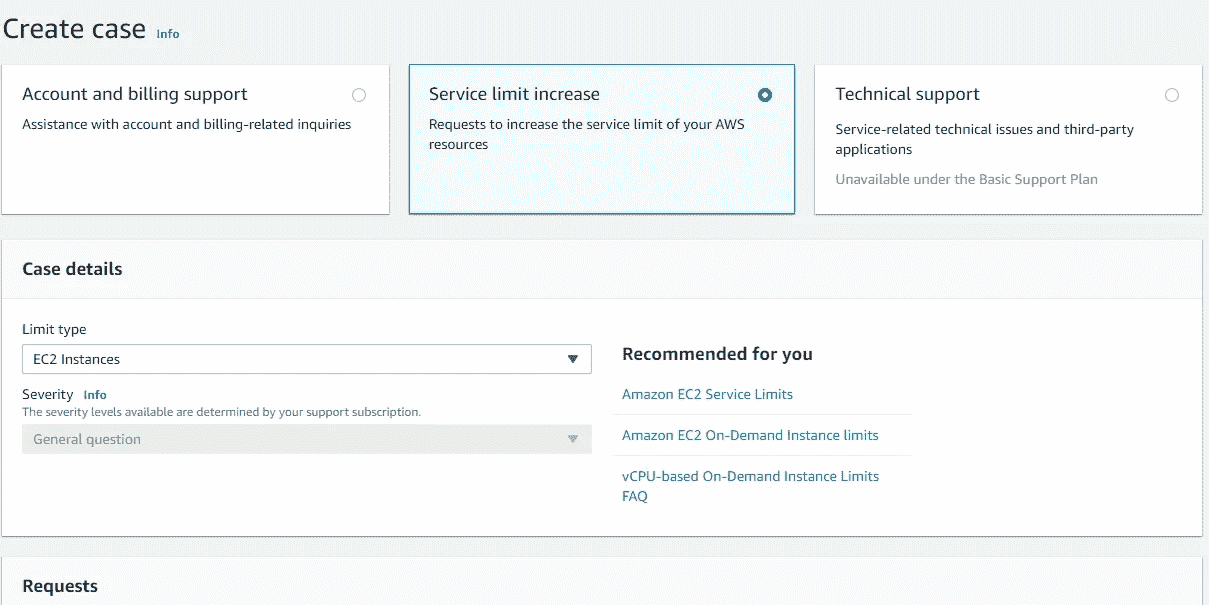 Create case Info
Account and billing support
Assistance with account and billing-related inquiries
Service limit increase
Requests to increase the service limit of your AWS
resources
Technical support
Service-related technical issues and third-party
applications
Unavailable under the Basic Support Plan
Case details
Limit type
EC2 Instances
Severity Info
The severity levels available are determined by your support subscription.
General question
Recommended for you
Amazon EC2 Service Limits
Amazon EC2 On-Demand Instance limits
vCPU-based On-Demand Instance Limits
FAQ
Requests